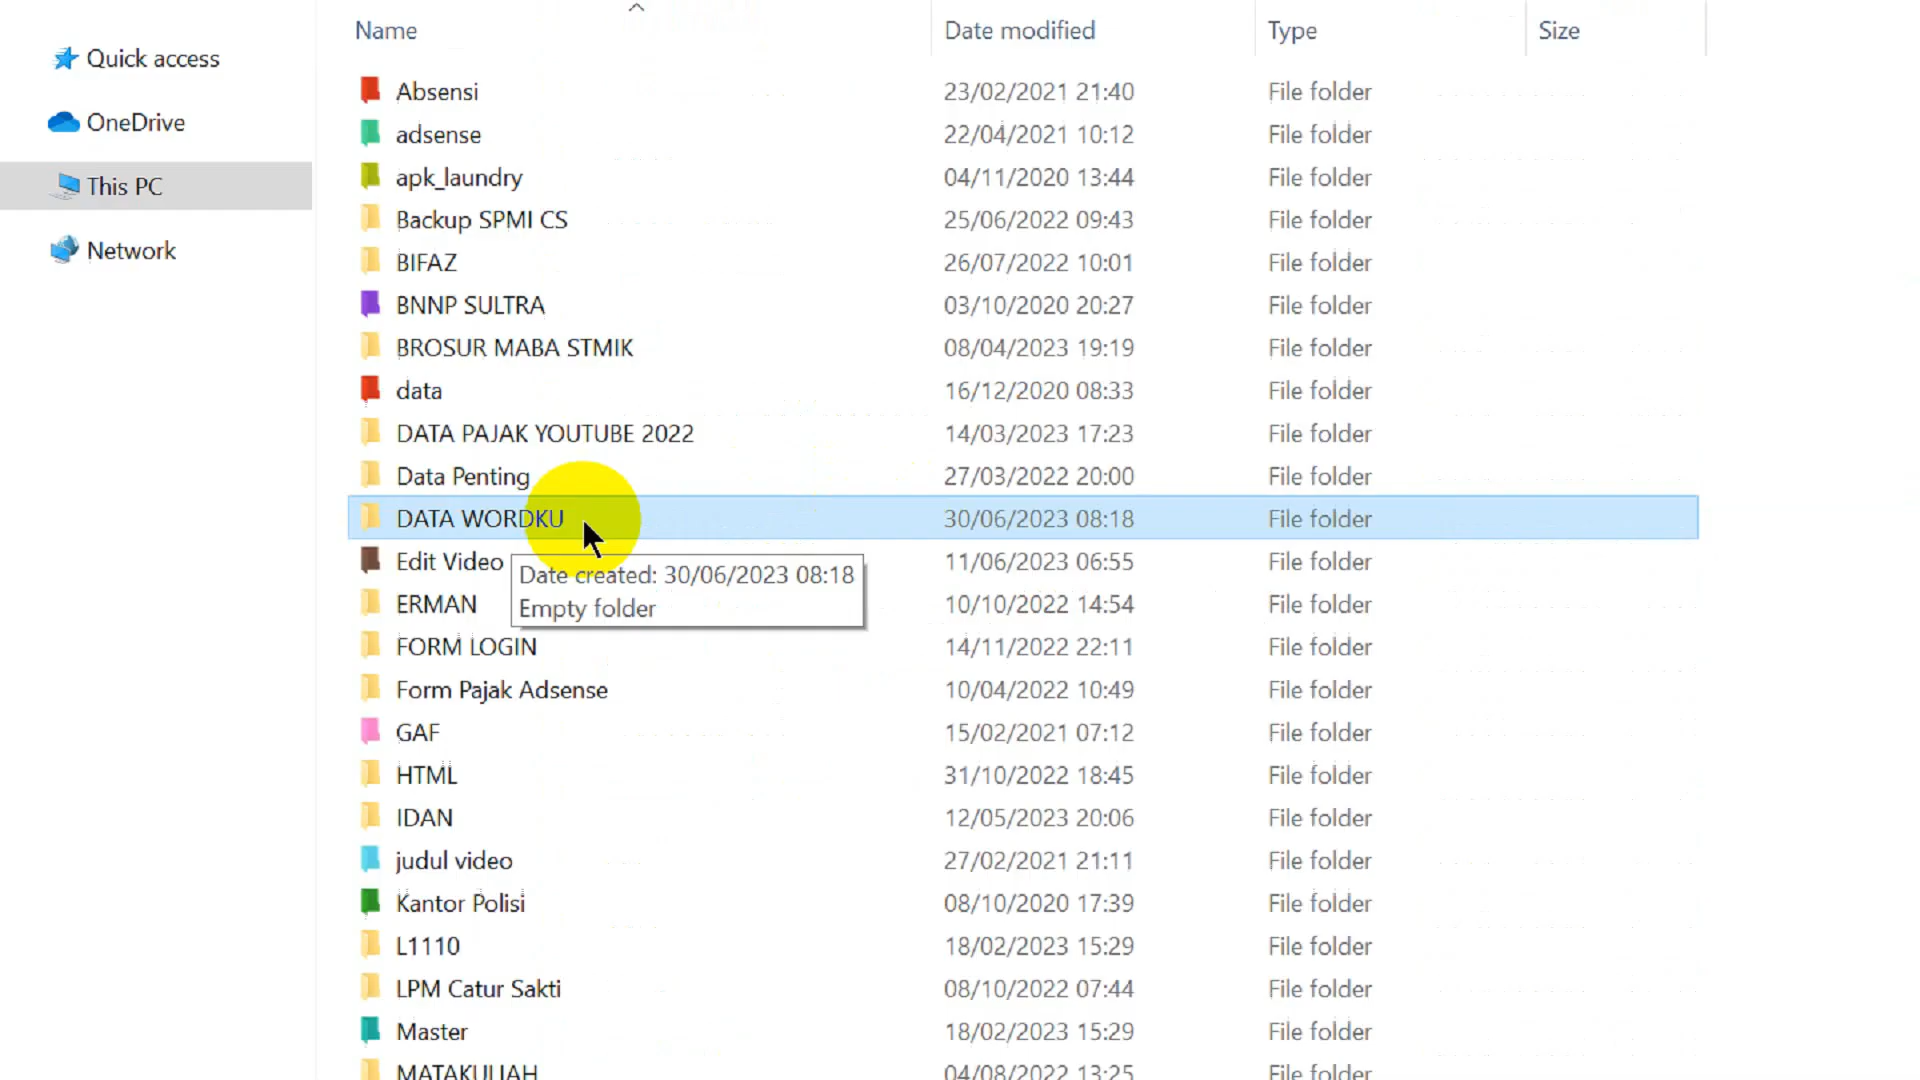 Name Date modified Type Size
Quick access
OneDrive
This PC
Network
Absensi 23/02/2021 21:40 File folder
adsense 22/04/2021 10:12 File folder
apk_laundry 04/11/2020 13:44 File folder
Backup SPMI CS 25/06/2022 09:43 File folder
BIFAZ 26/07/2022 10:01 File folder
BNNP SULTRA 03/10/2020 20:27 File folder
BROSUR MABA STMIK 08/04/2023 19:19 File folder
data 16/12/2020 08:33 File folder
DATA PAJAK YOUTUBE 2022 14/03/2023 17:23 File folder
Data Penting 27/03/2022 20:00 File folder
DATA WORDKU 30/06/2023 08:18 File folder
Edit Video 11/06/2023 06:55 File folder
Date created: 30/06/2023 08:18
Empty folder
ERMAN 10/10/2022 14:54 File folder
FORM LOGIN 14/11/2022 22:11 File folder
Form Pajak Adsense 10/04/2022 10:49 File folder
GAF 15/02/2021 07:12 File folder
HTML 31/10/2022 18:45 File folder
IDAN 12/05/2023 20:06 File folder
judul video 27/02/2021 21:11 File folder
Kantor Polisi 08/10/2020 17:39 File folder
L1110 18/02/2023 15:29 File folder
LPM Catur Sakti 08/10/2022 07:44 File folder
Master 18/02/2023 15:29 File folder
MATAKULIAH 04/08/2022 13:25 File folder